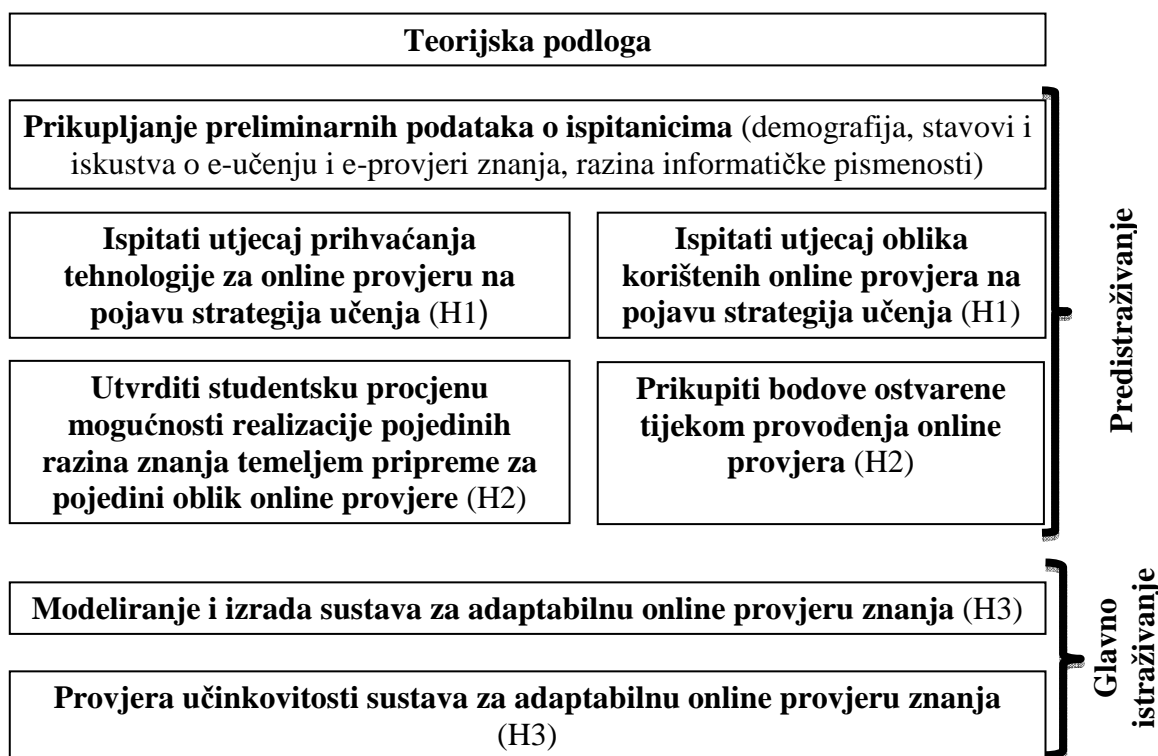 Teorijska podloga
Prikupljanje preliminarnih podataka o ispitanicima (demografija, stavovi i
iskustva o e-učenju i e-provjeri znanja, razina informatičke pismenosti)
Ispitati utjecaj prihvaćanja
tehnologije za online provjeru na
pojavu strategija učenja (H1)
Ispitati utjecaj oblika
korištenih online provjera na
pojavu strategija učenja (H1)
Utvrditi studentsku procjenu
mogućnosti realizacije pojedinih
razina znanja temeljem pripreme za
pojedini oblik online provjere (H2)
Prikupiti bodove ostvarene
tijekom provođenja online
provjera (H2)
Predistraživanje
Modeliranje i izrada sustava za adaptabilnu online provjeru znanja (H3)
Provjera učinkovitosti sustava za adaptabilnu online provjeru znanja
(H3)
Glavno
istraživanje